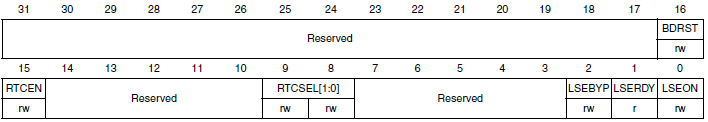 31 30 29 28 27 26 25 24 23 22 21 20 19 18 17 16
Reserved BDRST
rw
15 14 13 12 11 10 9 8 7 6 5 4 3 2 1 0
RTCEN Reserved RTCSEL[1:0] Reserved LSEBYP LSERDY LSEON
rw rw rw rw r rw